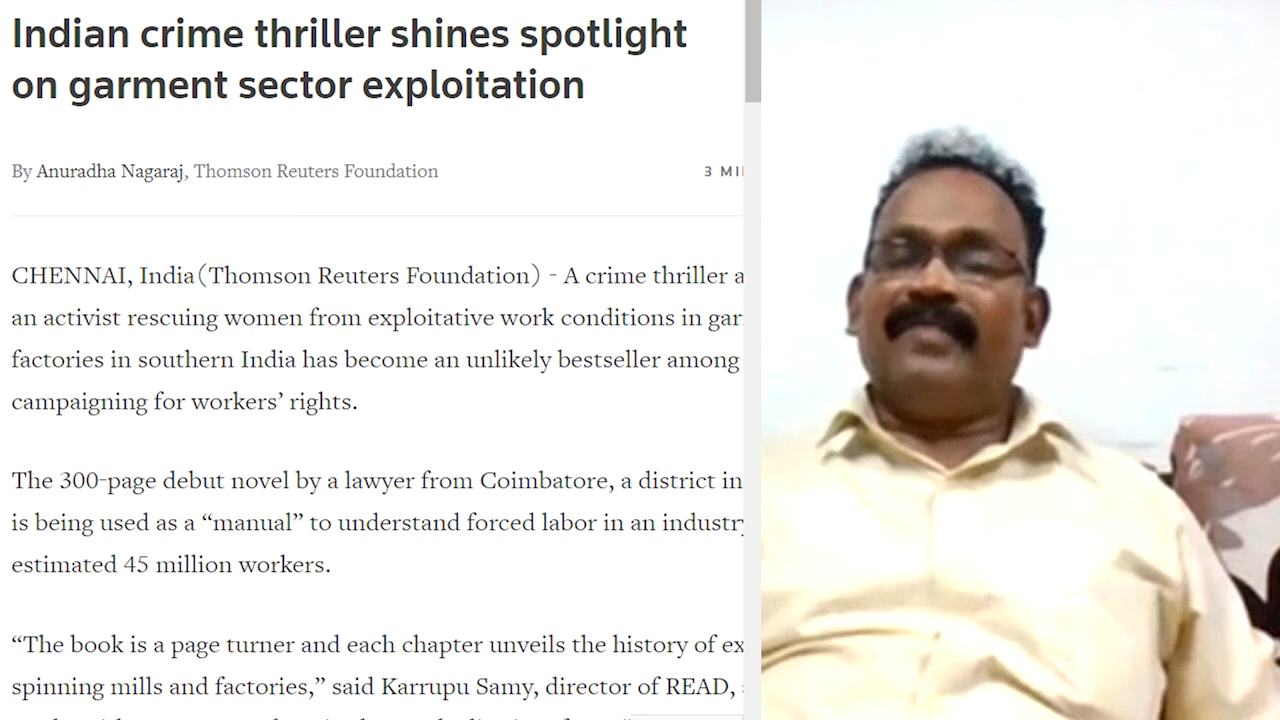 Indian crime thriller shines spotlight
on garment sector exploitation
By Anuradha Nagaraj, Thomson Reuters Foundation
3 MI
CHENNAI, India(Thomson Reuters Foundation) - A crime thriller
an activist rescuing women from exploitative work conditions in
factories in southern India has become an unlikely bestseller among
campaigning for workers’ rights.
The 300-page debut novel by a lawyer from Coimbatore, a district in
is being used as a “manual” to understand forced labor in an industry
estimated 45 million workers.
“The book is a page turner and each chapter unveils the history of
spinning mills and factories,” said Karrupu Samy, director of READ,